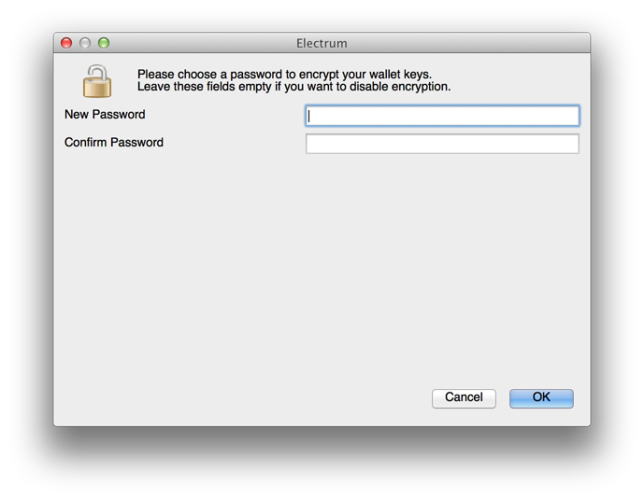 Electrum
Please choose a password to encrypt your wallet keys.
Leave these fields empty if you want to disable encryption.
New Password
Confirm Password
Cancel
OK